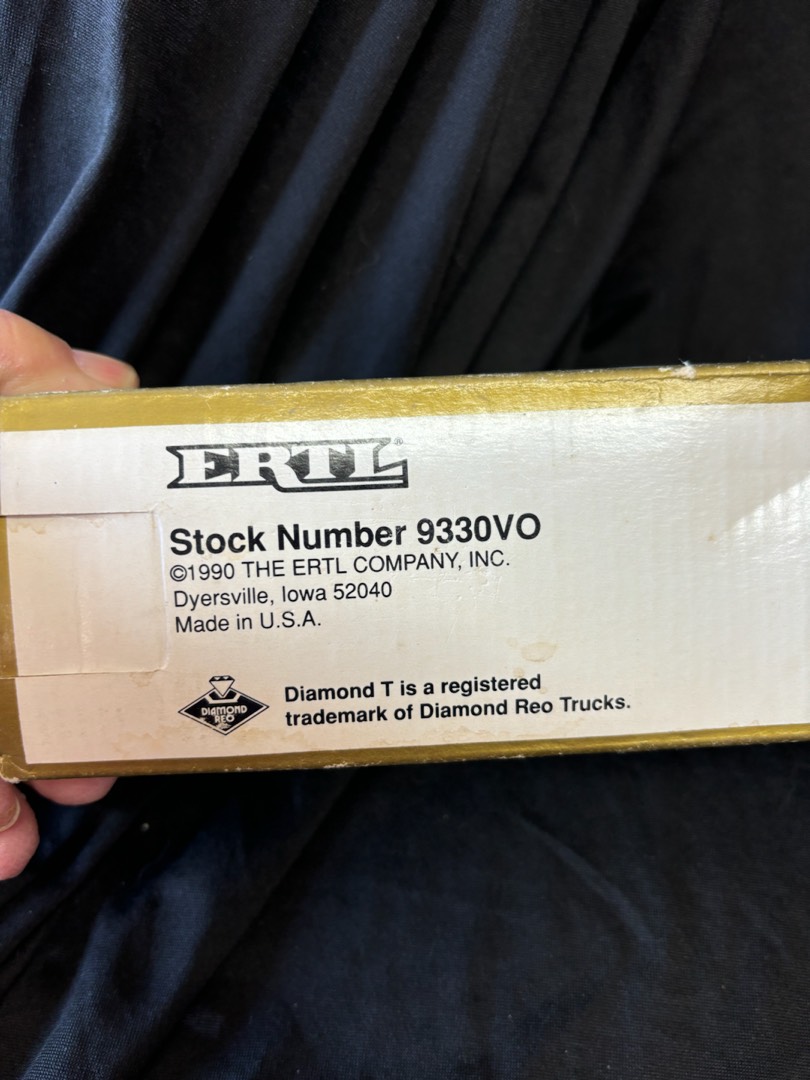 ERTL®
Stock Number 9330VO
©1990 THE ERTL COMPANY, INC.
Dyersville, Iowa 52040
Made in U.S.A.
DIAMOND
REO
Diamond T is a registered
trademark of Diamond Reo Trucks.